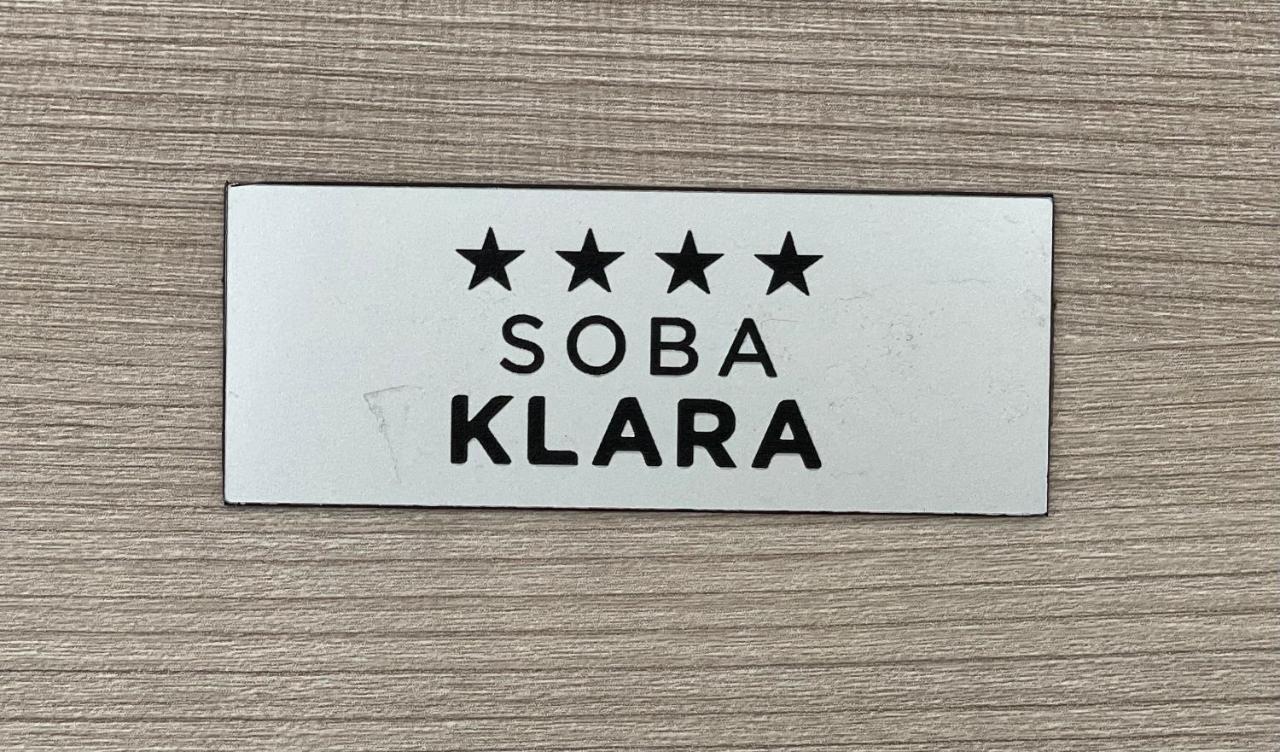 ★ ★ ★ ★
SOBA
KLARA